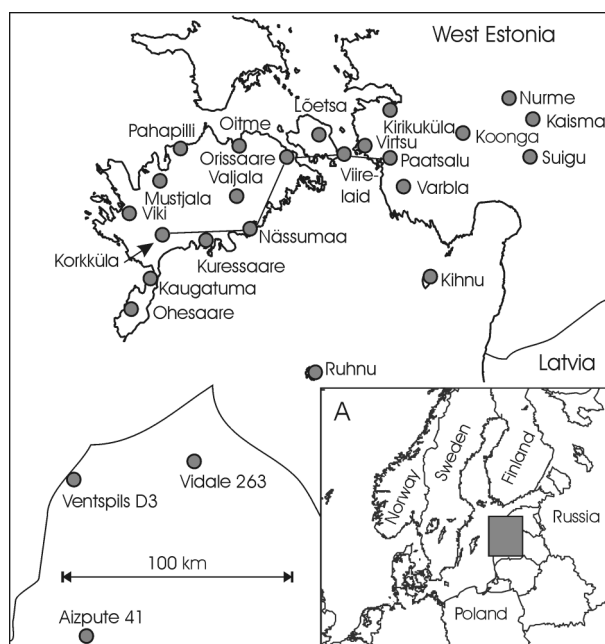 West Estonia
Nurme
Lõetsa
Kaisma
Oitme
Kirikuküla
Pahapilli
Virtsu
Koonga
Orissaare
Paatsalu
Suigu
Valjala
Viire-
laid
Mustjala
Varbla
Viki
Nässumaa
Korkküla
Kuressaare
Kaugatuma
Kihnu
Ohesaare
Latvia
Ruhnu
A
Norway
Sweden
Finland
Vidale 263
Ventspils D3
Russia
100 km
Aizpute 41
Poland